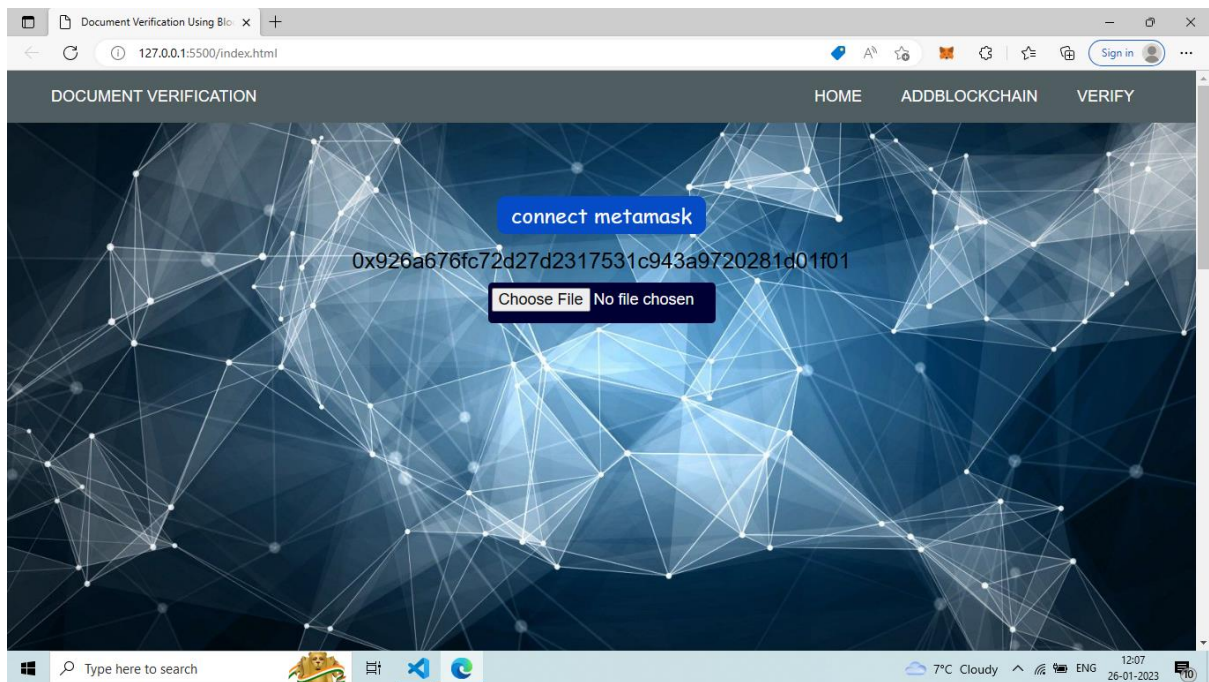 Document Verification Using Blo
127.0.0.1:5500/index.html
Sign in
DOCUMENT VERIFICATION HOME ADDBLOCKCHAIN VERIFY
connect metamask
0x926a676fc72d27d2317531c943a9720281d01f01
Choose File No file chosen
Type here to search
7°C Cloudy ENG 12:07
26-01-2023
10